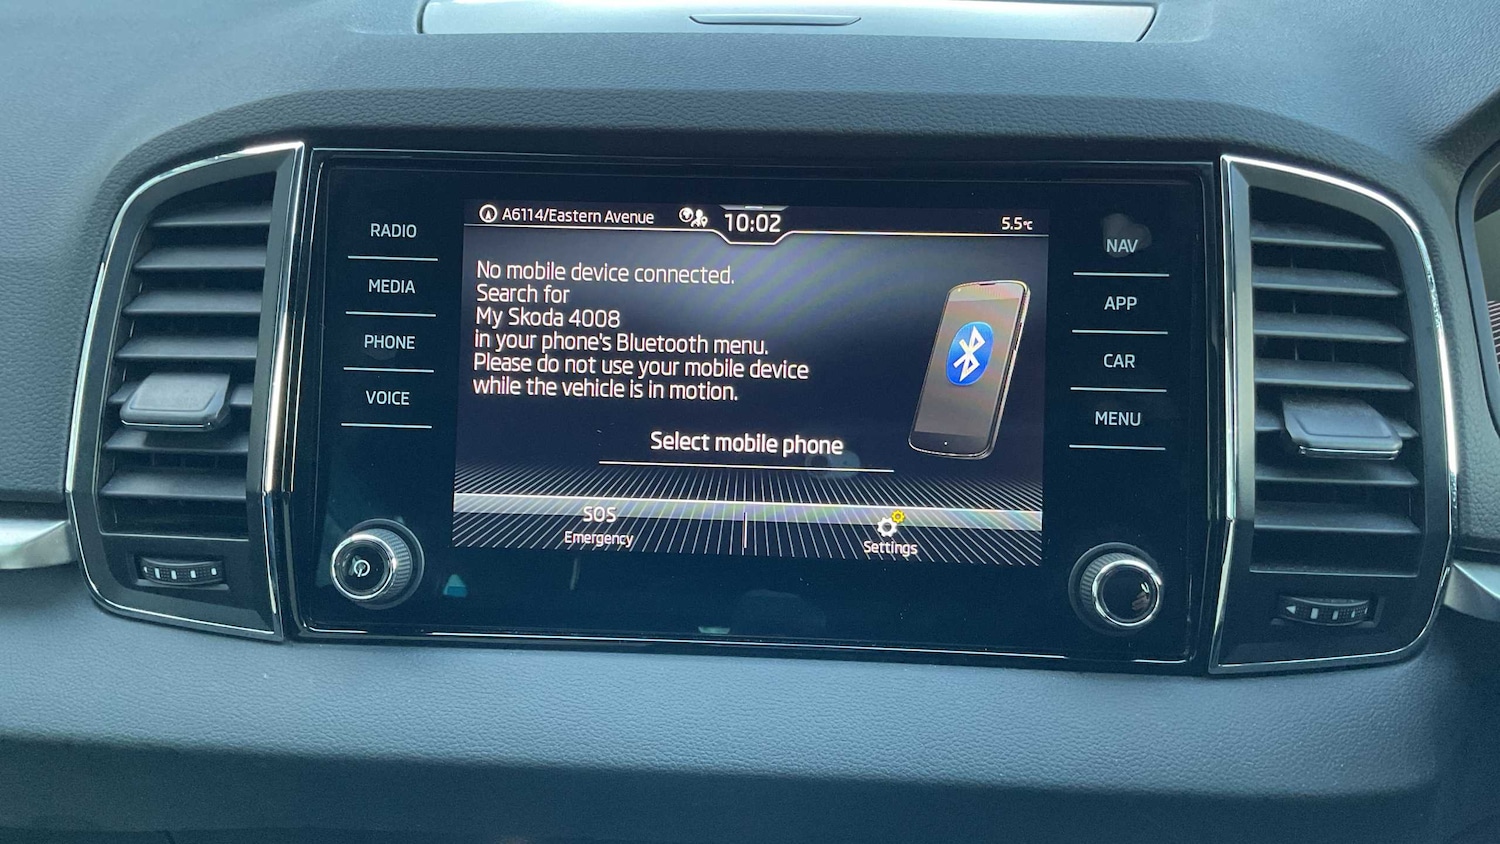 A6114/Eastern Avenue
10:02
5.5°C
RADIO
MEDIA
PHONE
VOICE
No mobile device connected.
Search for
My Skoda 4008
in your phone's Bluetooth menu.
Please do not use your mobile device
while the vehicle is in motion.
Select mobile phone
SOS
Emergency
Settings
NAV
APP
CAR
MENU